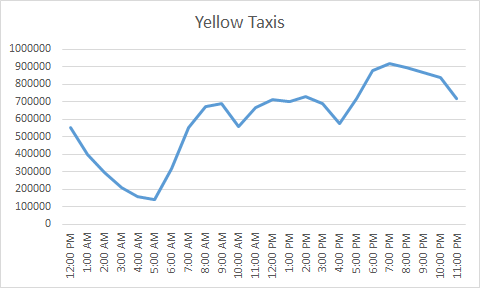 Yellow Taxis
1000000
900000
800000
700000
600000
500000
400000
300000
200000
100000
0
12:00 PM
1:00 AM
2:00 AM
3:00 AM
4:00 AM
5:00 AM
6:00 AM
7:00 AM
8:00 AM
9:00 AM
10:00 AM
11:00 AM
12:00 PM
1:00 PM
2:00 PM
3:00 PM
4:00 PM
5:00 PM
6:00 PM
7:00 PM
8:00 PM
9:00 PM
10:00 PM
11:00 PM